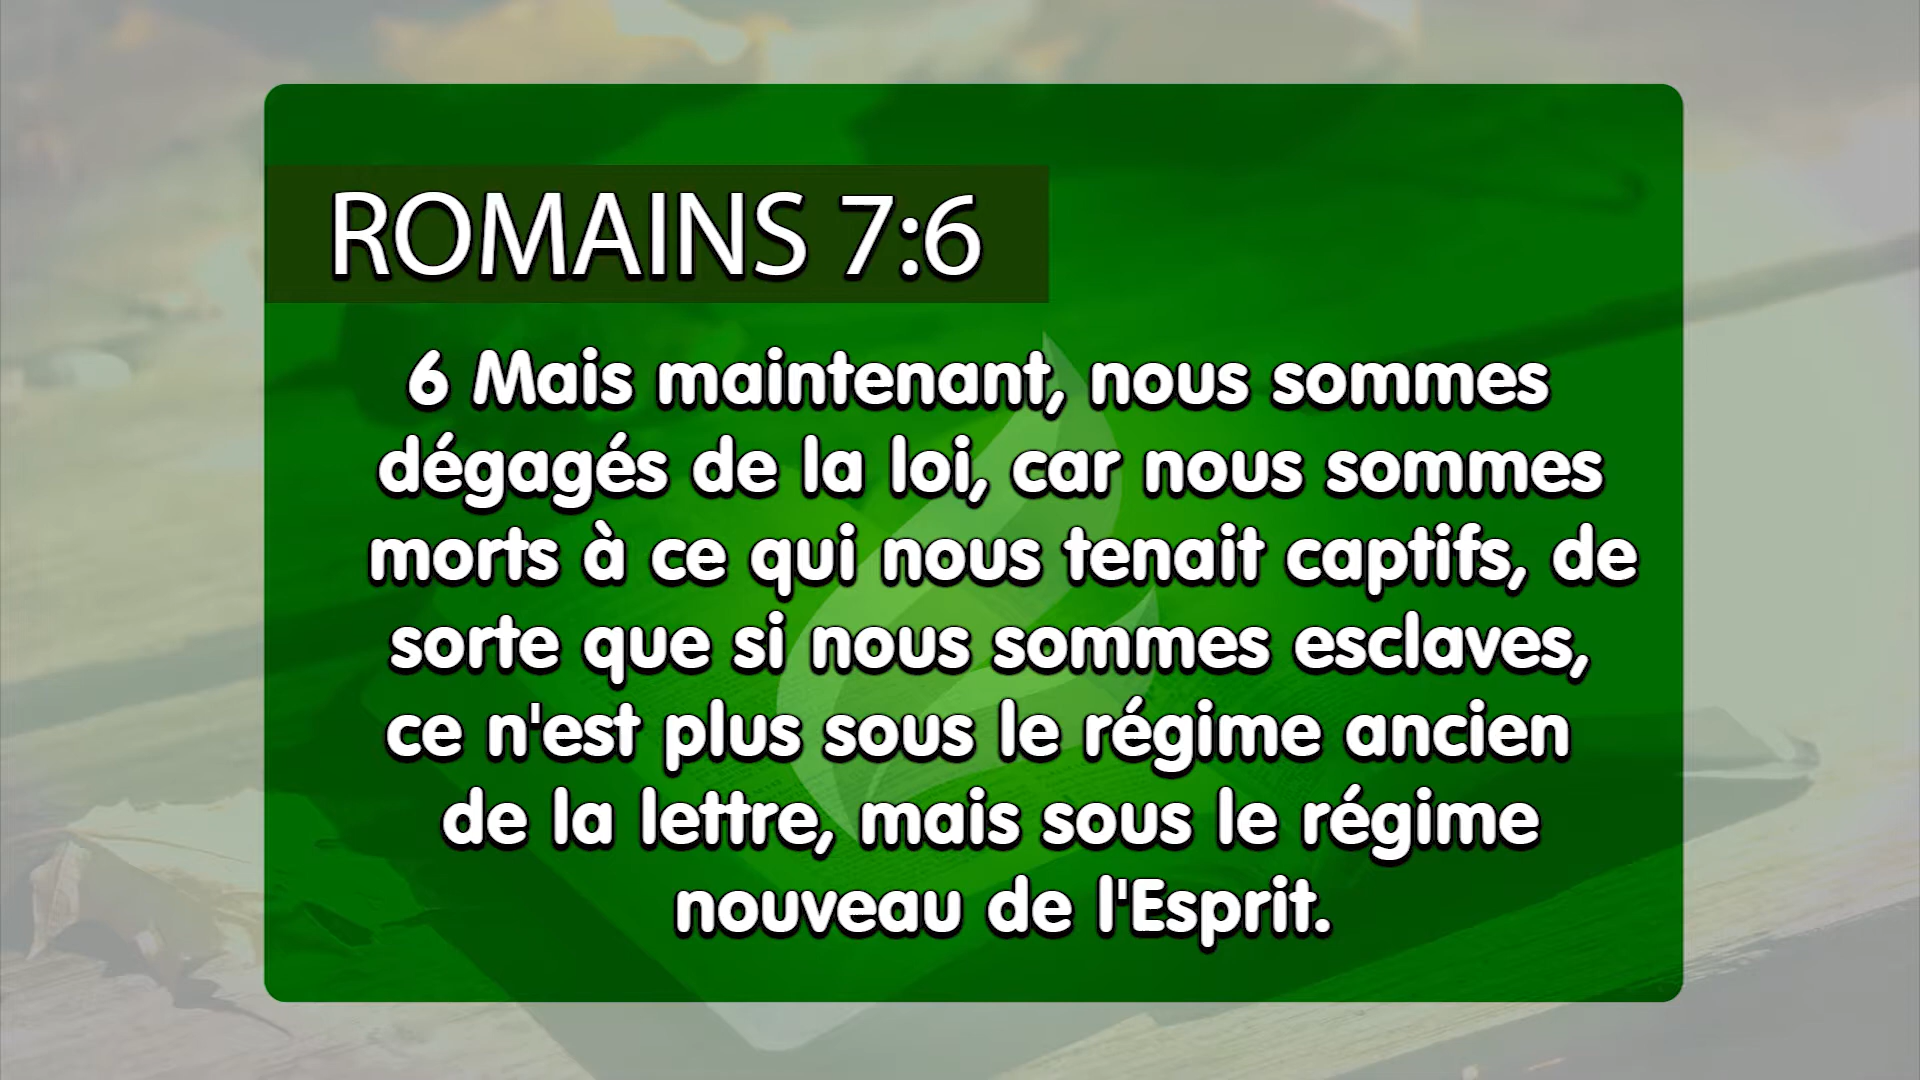 ROMAINS 7:6
6 Mais maintenant, nous sommes
dégagés de la loi, car nous sommes
morts à ce qui nous tenait captifs, de
sorte que si nous sommes esclaves,
ce n'est plus sous le régime ancien
de la lettre, mais sous le régime
nouveau de l'Esprit.